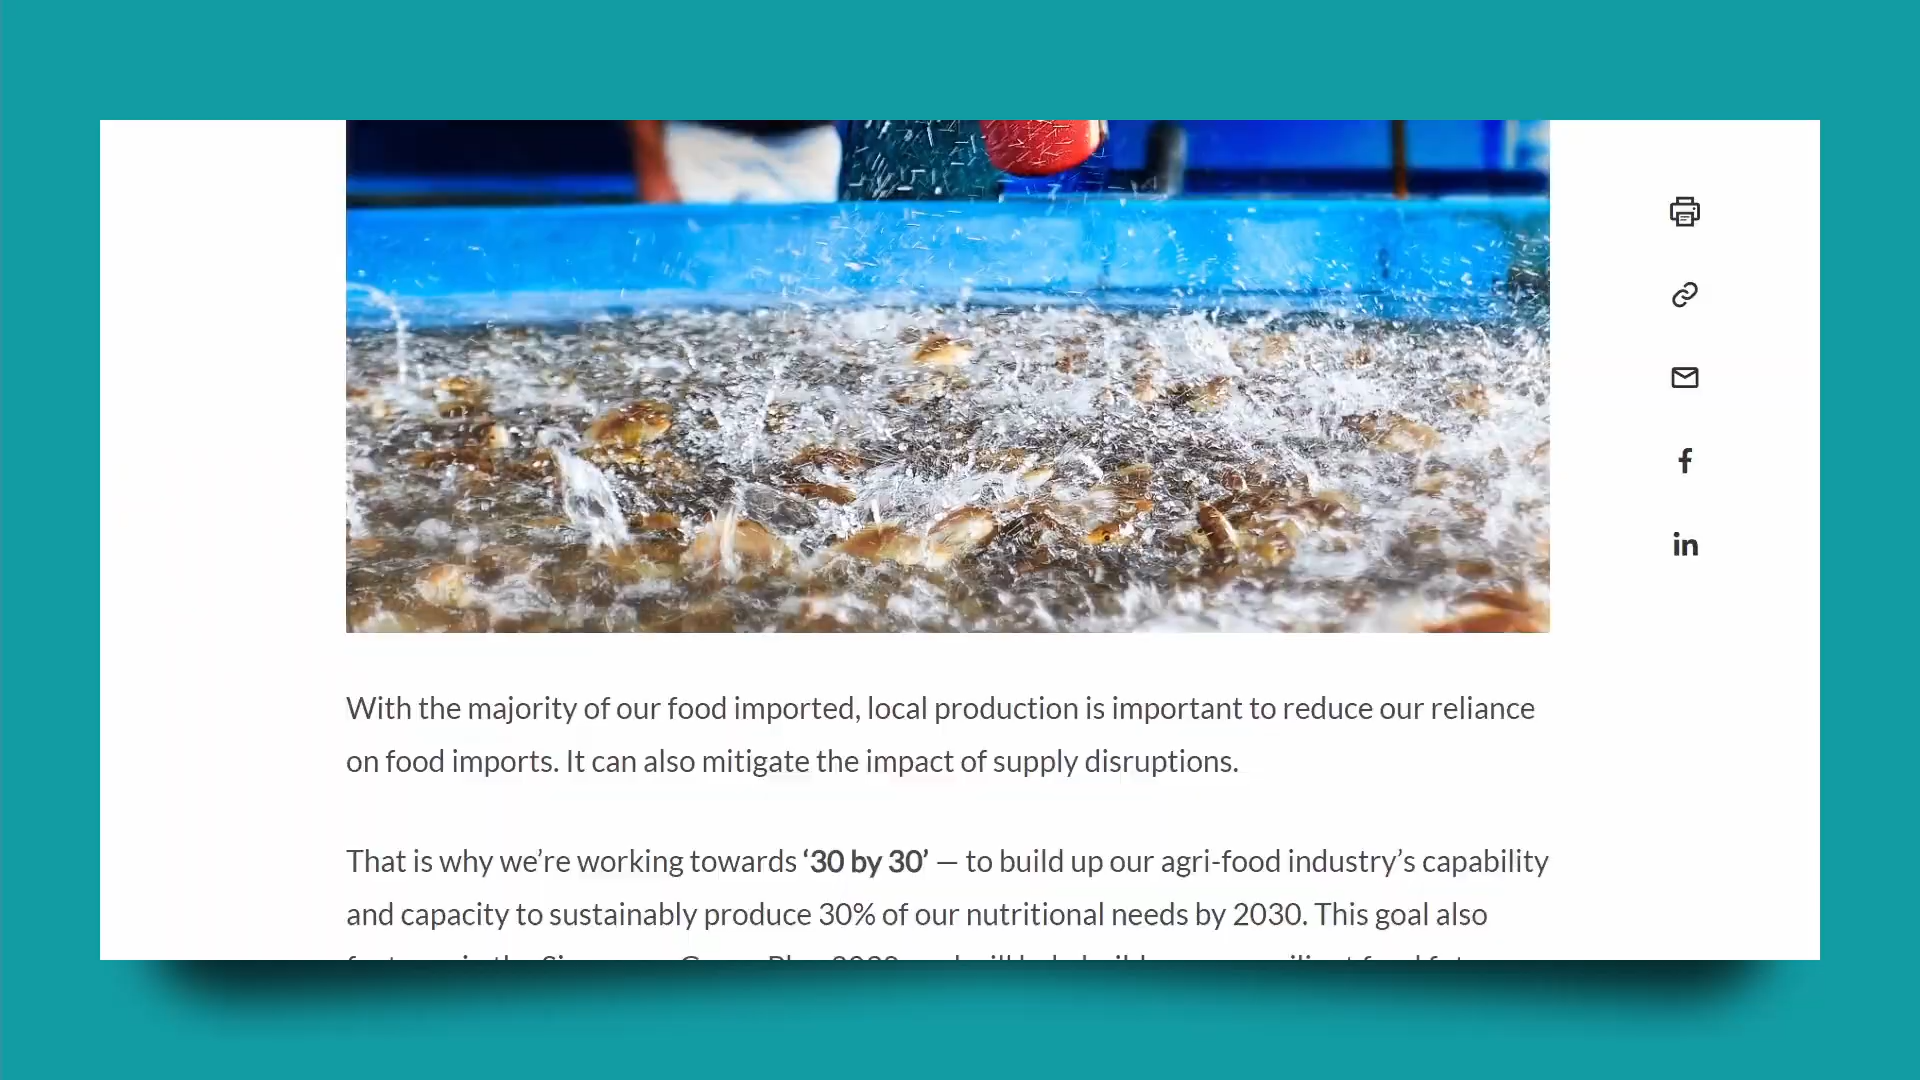 With the majority of our food imported, local production is important to reduce our reliance
on food imports. It can also mitigate the impact of supply disruptions.
That is why we’re working towards ‘30 by 30’ — to build up our agri-food industry’s capability
and capacity to sustainably produce 30% of our nutritional needs by 2030. This goal also